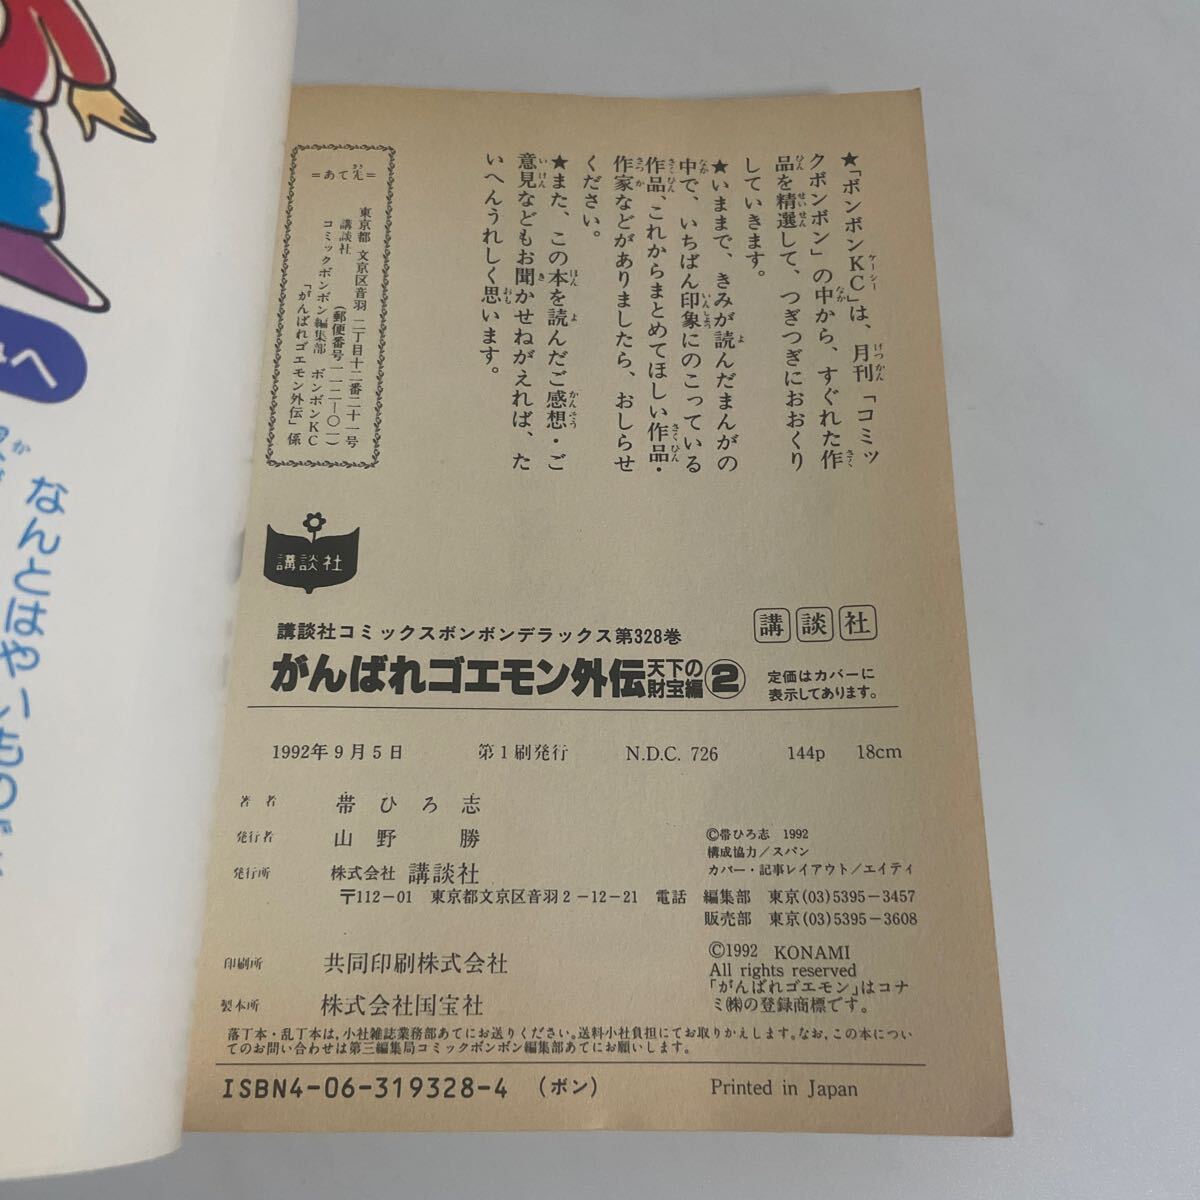 ★「ボンボンKC」は、月刊「コミッ
クボンボン」の中から、すぐれた作
品を精選して、つぎつぎにおおくり
していきます。
★いままで、きみが読んだまんがの
中で、いちばん印象にのこっている
作品、これからまとめてほしい作品・
作家などがありましたら、おしらせ
ください。
★また、この本を読んだご感想・ご
意見などもお聞かせねがえれば、た
いへんうれしく思います。
=あて先=
東京都 文京区音羽 二丁目十二番二十一号
講談社 (郵便番号一一二-〇一)
コミックボンボン編集部 ボンボンKC
「がんばれゴエモン外伝」係
講談社
講談社コミックスボンボンデラックス第328巻
がんばれゴエモン外伝 天下の財宝編 ②
講談社
定価はカバーに
表示してあります。
1992年9月5日 第1刷発行 N.D.C. 726 144p 18cm
著者 帯ひろ志
発行者 山野 勝
発行所 株式会社 講談社
〒112-01 東京都文京区音羽2-12-21 電話 編集部 東京(03)5395-3457
販売部 東京(03)5395-3608
©帯ひろ志 1992
構成協力/スパン
カバー・記事レイアウト/エイティ
印刷所 共同印刷株式会社
製本所 株式会社国宝社
©1992 KONAMI
All rights reserved
「がんばれゴエモン」はコナ
ミ㈱の登録商標です。
落丁本・乱丁本は、小社雑誌業務部あてにお送りください。送料小社負担にてお取りかえします。なお、この本につい
てのお問い合わせは第三編集局コミックボンボン編集部あてにお願いします。
ISBN4-06-319328-4 (ボン)
Printed in Japan
へ
なんとはやいもので